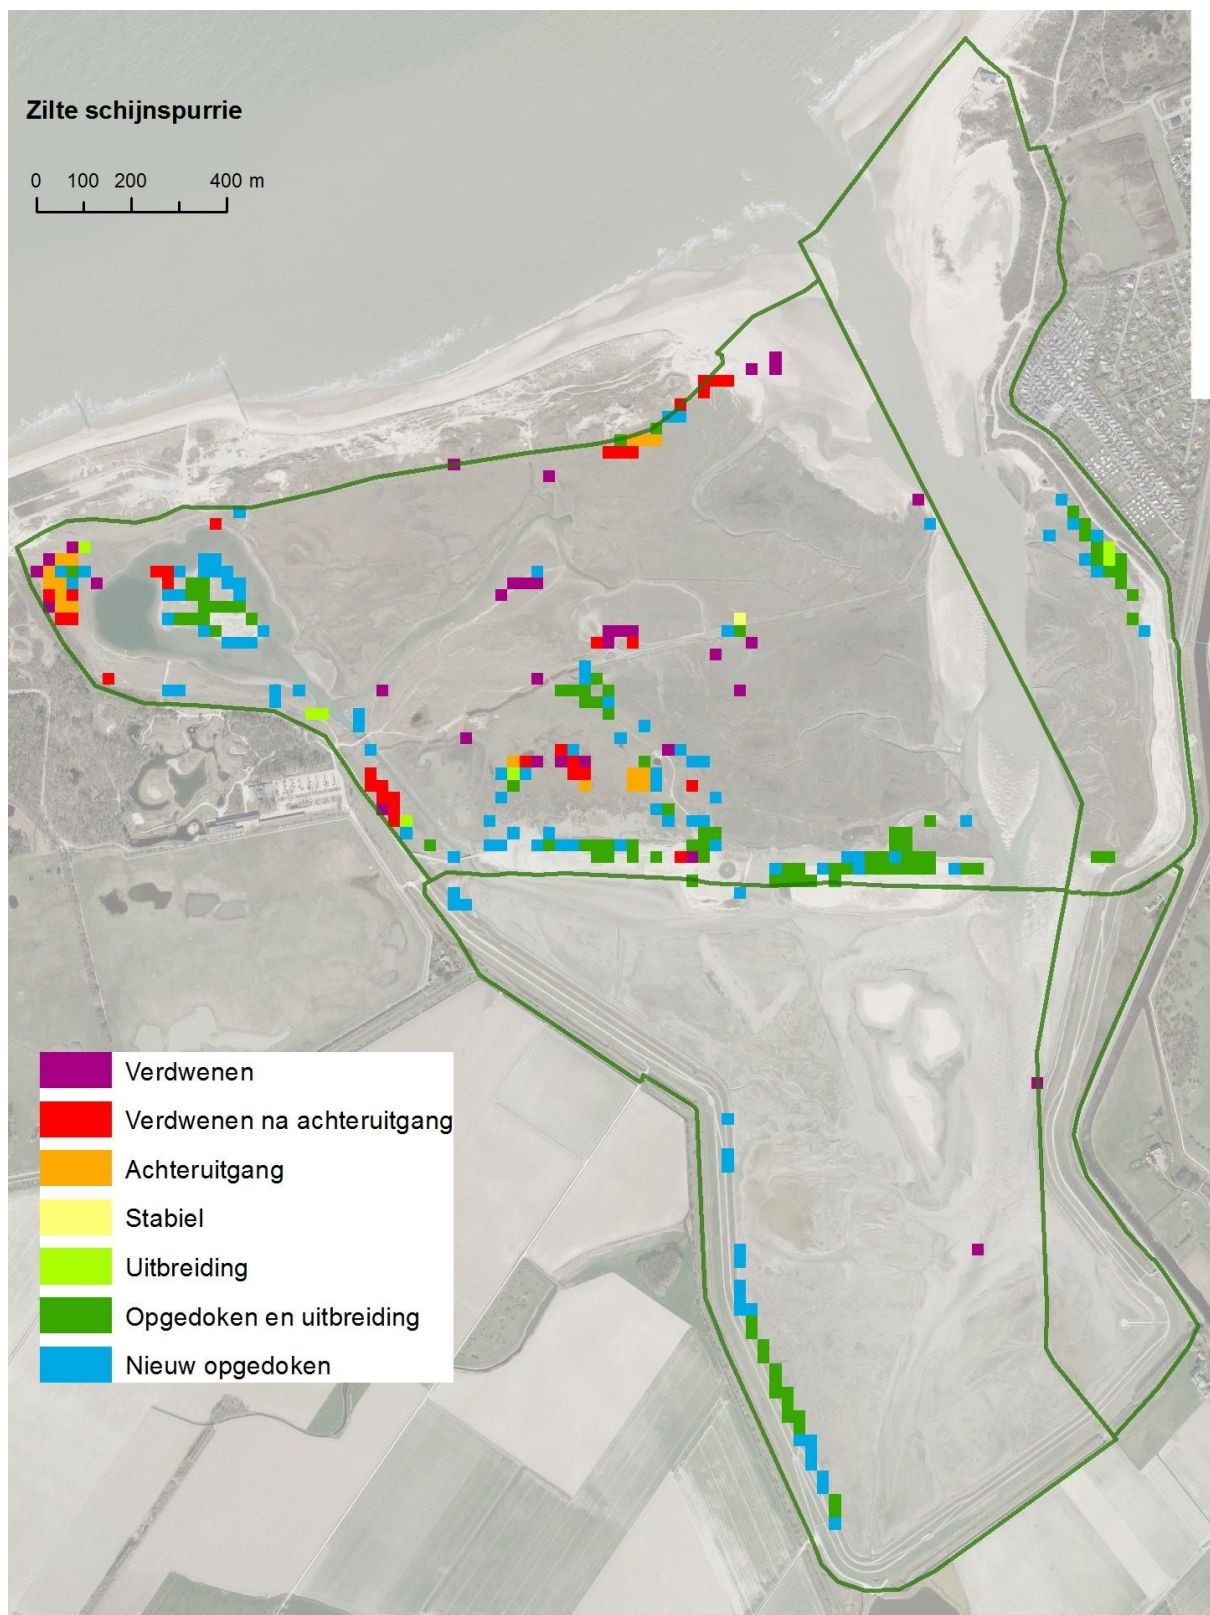 Zilte schijnspurrie
0 100 200 400 m
Verdwenen
Verdwenen na achteruitgang
Achteruitgang
Stabiel
Uitbreiding
Opgedoken en uitbreiding
Nieuw opgedoken